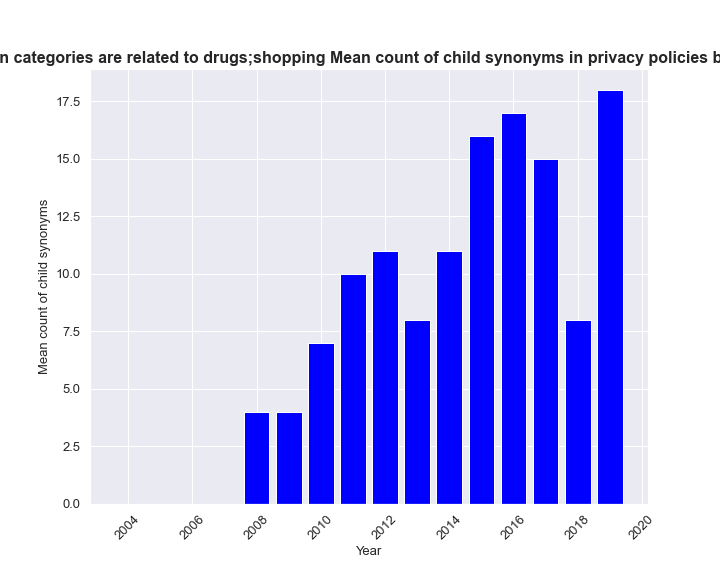 n categories are related to drugs;shopping Mean count of child synonyms in privacy policies b
17.5
15.0
12.5
10.0
7.5
5.0
2.5
0.0
Mean count of child synonyms
2004 2006 2008 2010 2012 2014 2016 2018 2020
Year